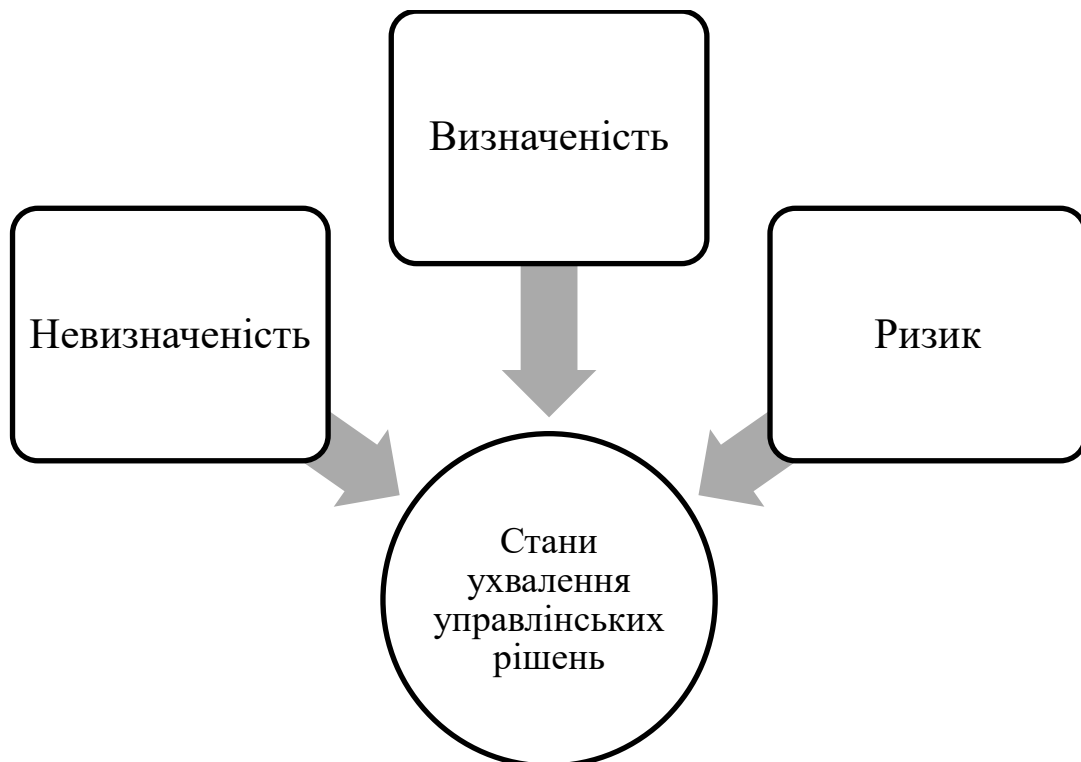 Визначеність
Невизначеність
Ризик
Стани
ухвалення
управлінських
рішень